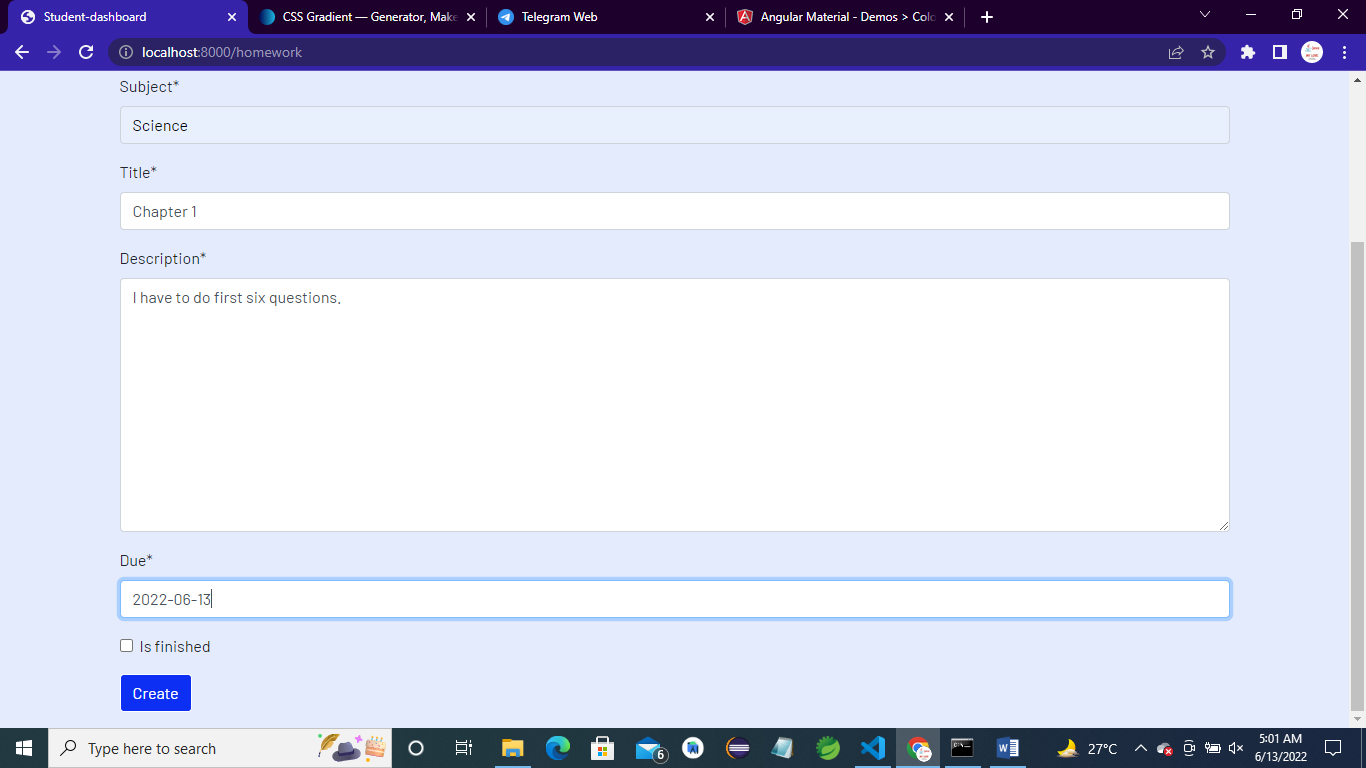 Student-dashboard
CSS Gradient — Generator, Make
Telegram Web
Angular Material - Demos > Colo
localhost:8000/homework
Subject*
Science
Title*
Chapter 1
Description*
I have to do first six questions.
Due*
2022-06-13
Is finished
Create
Type here to search
6
27°C
5:01 AM
6/13/2022